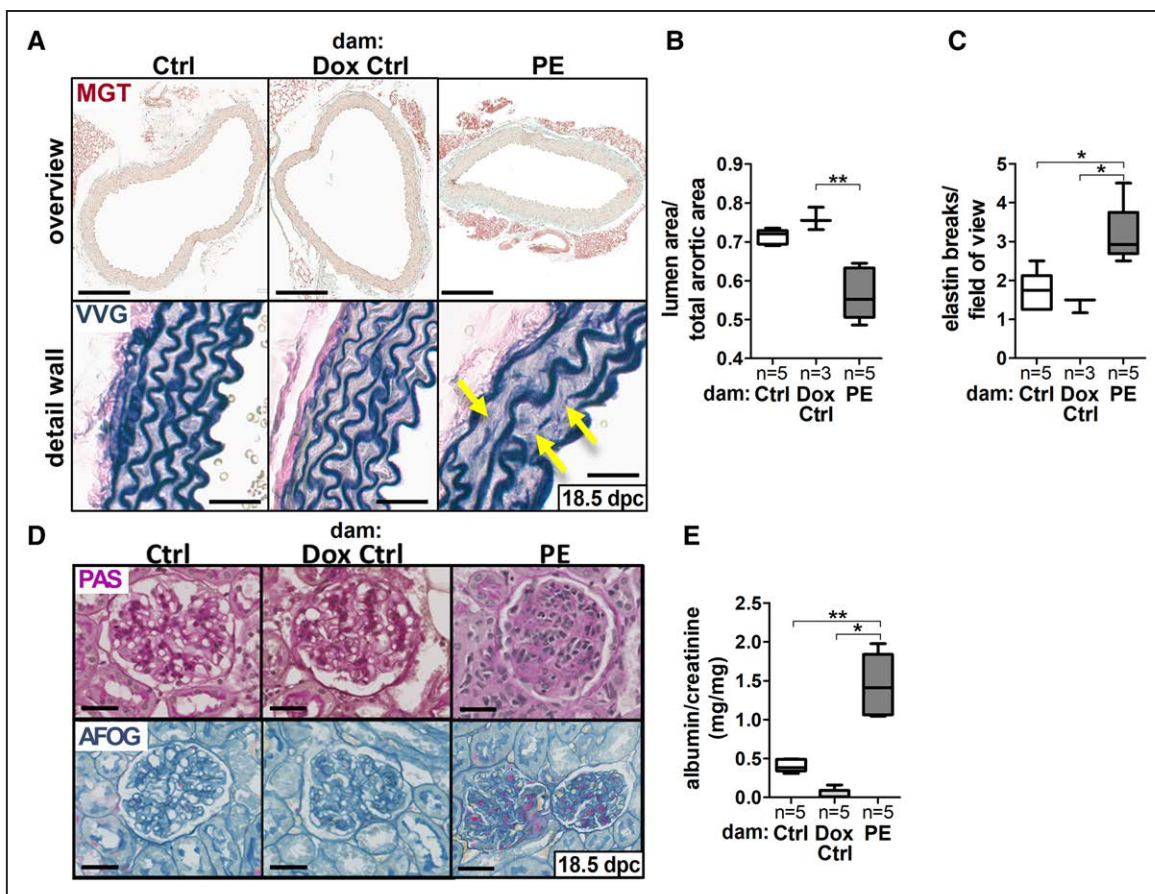 A
dam:
Ctrl
Dox Ctrl
PE
MGT
overview
VVG
detail wall
18.5 dpc
B
lumen area/
total arortic area
0.9
0.8
0.7
0.6
0.5
0.4
**
n=5 n=3 n=5
dam: Ctrl Dox PE
Ctrl
C
elastin breaks/
field of view
5
4
3
2
1
0
*
*
n=5 n=3 n=5
dam: Ctrl Dox PE
Ctrl
D
dam:
Ctrl
Dox Ctrl
PE
PAS
AFOG
18.5 dpc
E
albumin/creatinine
(mg/mg)
2.5
2.0
1.5
1.0
0.5
0.0
**
*
n=5 n=5 n=5
dam: Ctrl Dox PE
Ctrl